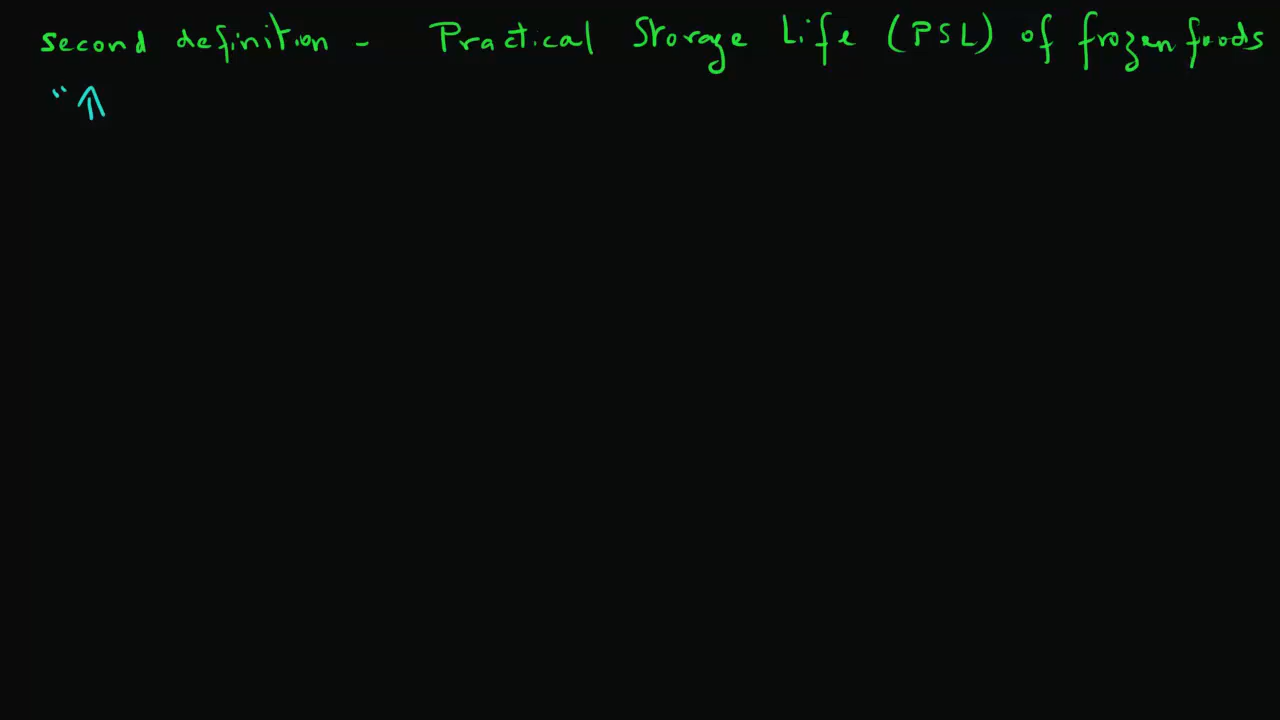 second definition - Practical Storage Life (PSL) of frozen foods
"